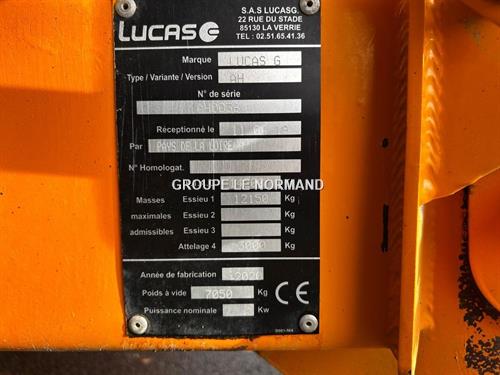 LUCAS G
S.A.S LUCASG.
22 RUE DU STADE
85130 LA VERRIE
TEL : 02.51.65.41.36
Marque LUCAS G
Type / Variante / Version AH
N° de série
Réceptionné le
Par PAYS DE LA LOIRE
N° Homologat.
GROUPE LE NORMAND
Masses Essieu 1 12150 Kg
maximales Essieu 2 Kg
admissibles Essieu 3 Kg
Attelage 4 3000 Kg
Année de fabrication 2020
Poids à vide 7050 Kg
Puissance nominale Kw
CE